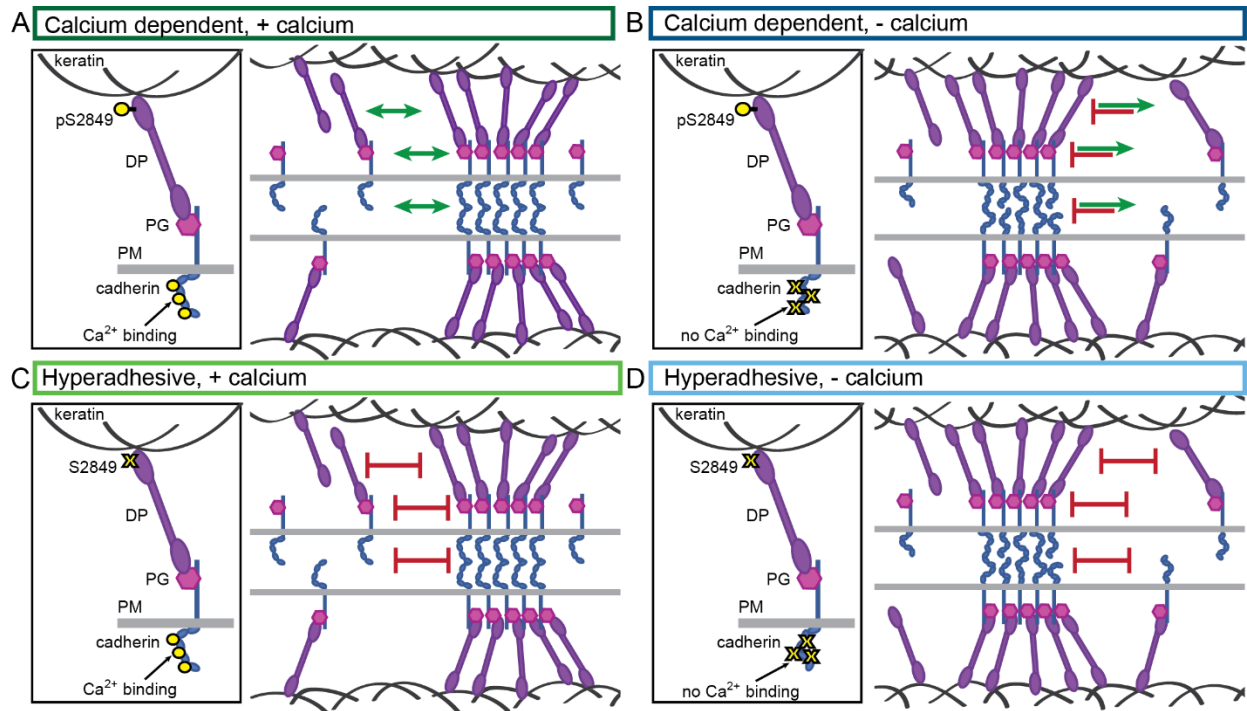 A Calcium dependent, + calcium
keratin
pS2849
DP
PG
PM
cadherin
Ca2+ binding
B Calcium dependent, - calcium
keratin
pS2849
DP
PG
PM
cadherin
no Ca2+ binding
C Hyperadhesive, + calcium
keratin
S2849
DP
PG
PM
cadherin
Ca2+ binding
D Hyperadhesive, - calcium
keratin
S2849
DP
PG
PM
cadherin
no Ca2+ binding